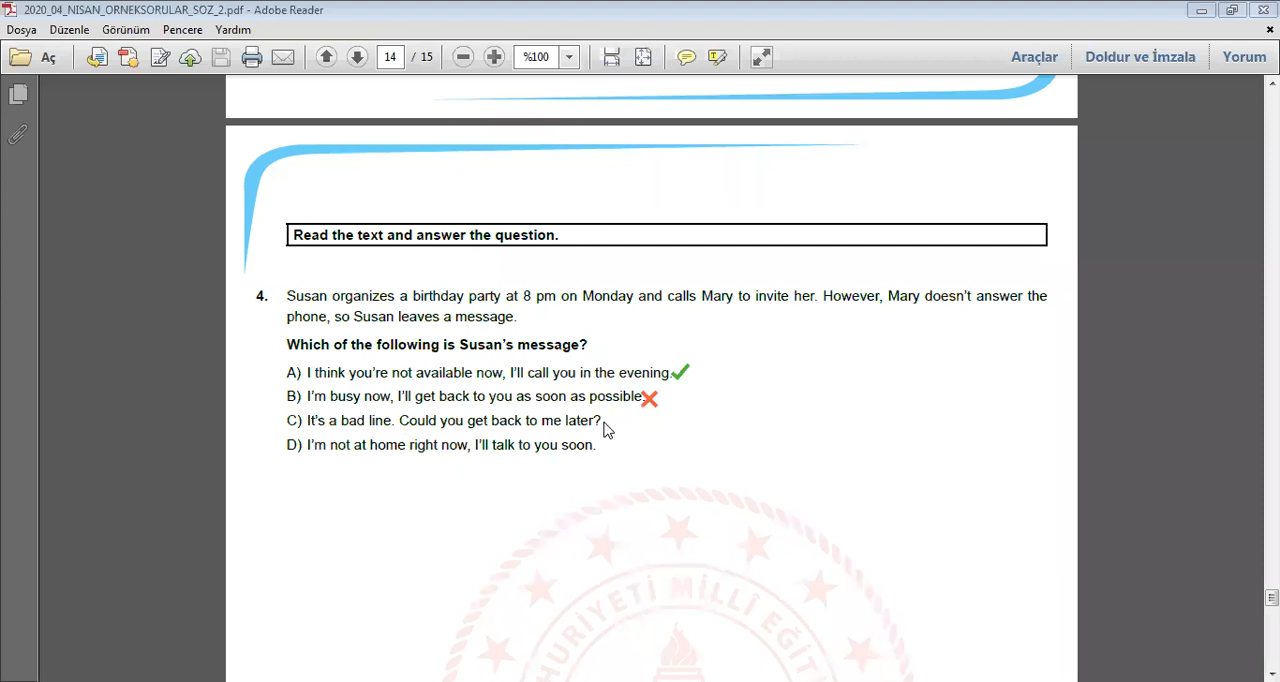 2020_04_NISAN_ORNEKSORULAR_SOZ_2.pdf - Adobe Reader
Dosya Düzenle Görünüm Pencere Yardım
Aç 14 / 15 %100 Araçlar Doldur ve İmzala Yorum
Read the text and answer the question.
4. Susan organizes a birthday party at 8 pm on Monday and calls Mary to invite her. However, Mary doesn't answer the
phone, so Susan leaves a message.
Which of the following is Susan's message?
A) I think you're not available now, I'll call you in the evening.
B) I'm busy now, I'll get back to you as soon as possible.
C) It's a bad line. Could you get back to me later?
D) I'm not at home right now, I'll talk to you soon.
HURİYETİ MİLLÎ EĞİT